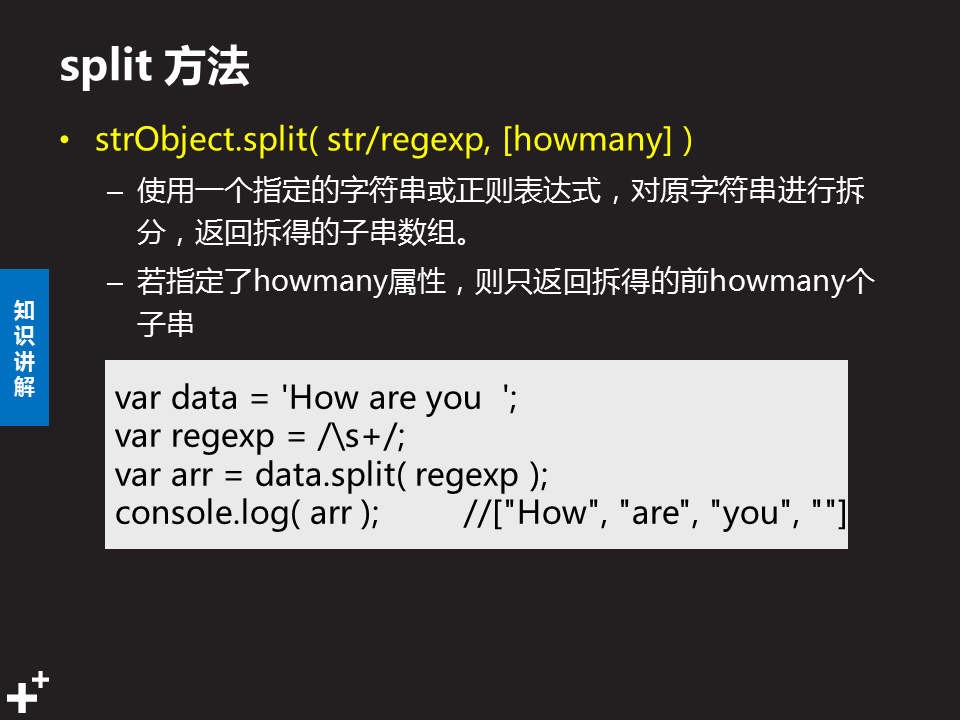 split 方法
• strObject.split( str/regexp, [howmany] )
– 使用一个指定的字符串或正则表达式，对原字符串进行拆
分，返回拆得的子串数组。
– 若指定了howmany属性，则只返回拆得的前howmany个
子串
知
识
讲
解
var data = 'How are you  ';
var regexp = /\s+/;
var arr = data.split( regexp );
console.log( arr );          //["How", "are", "you", ""]